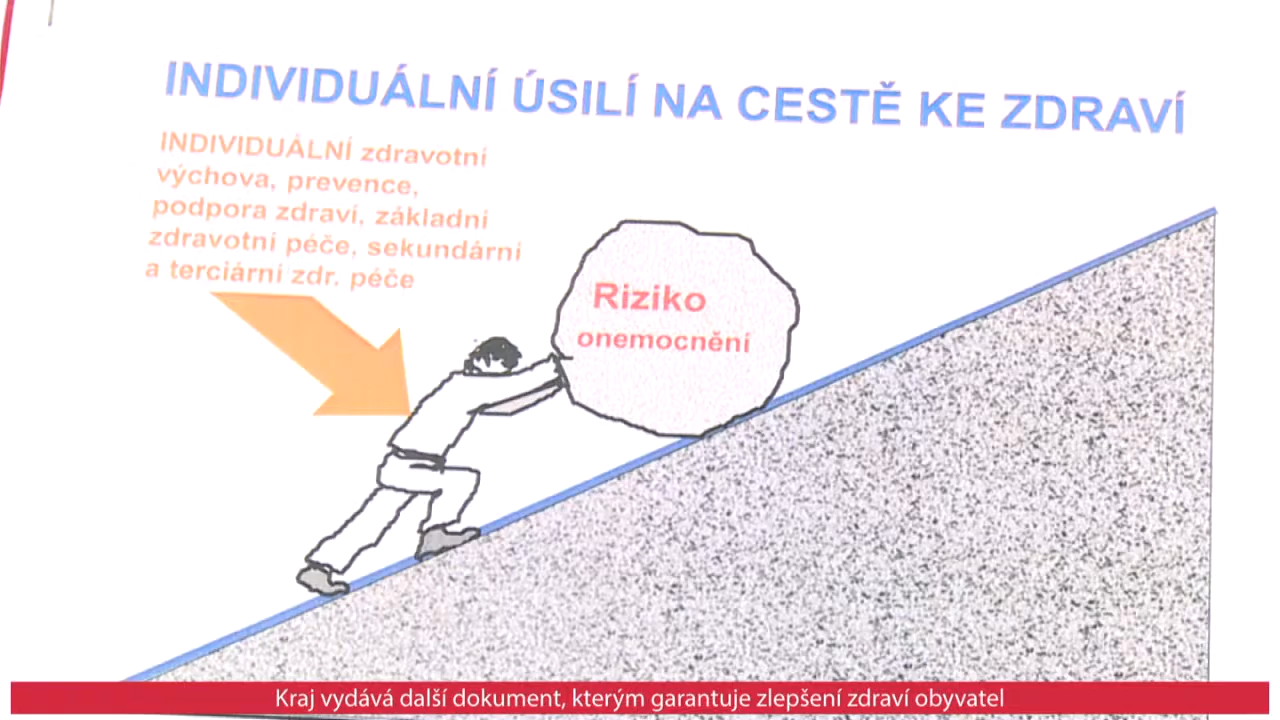 INDIVIDUÁLNÍ ÚSILÍ NA CESTĚ KE ZDRAVÍ
INDIVIDUÁLNÍ zdravotní
výchova, prevence,
podpora zdraví, základní
zdravotní péče, sekundární
a terciární zdr. péče
Riziko
onemocnění
Kraj vydává další dokument, kterým garantuje zlepšení zdraví obyvatel